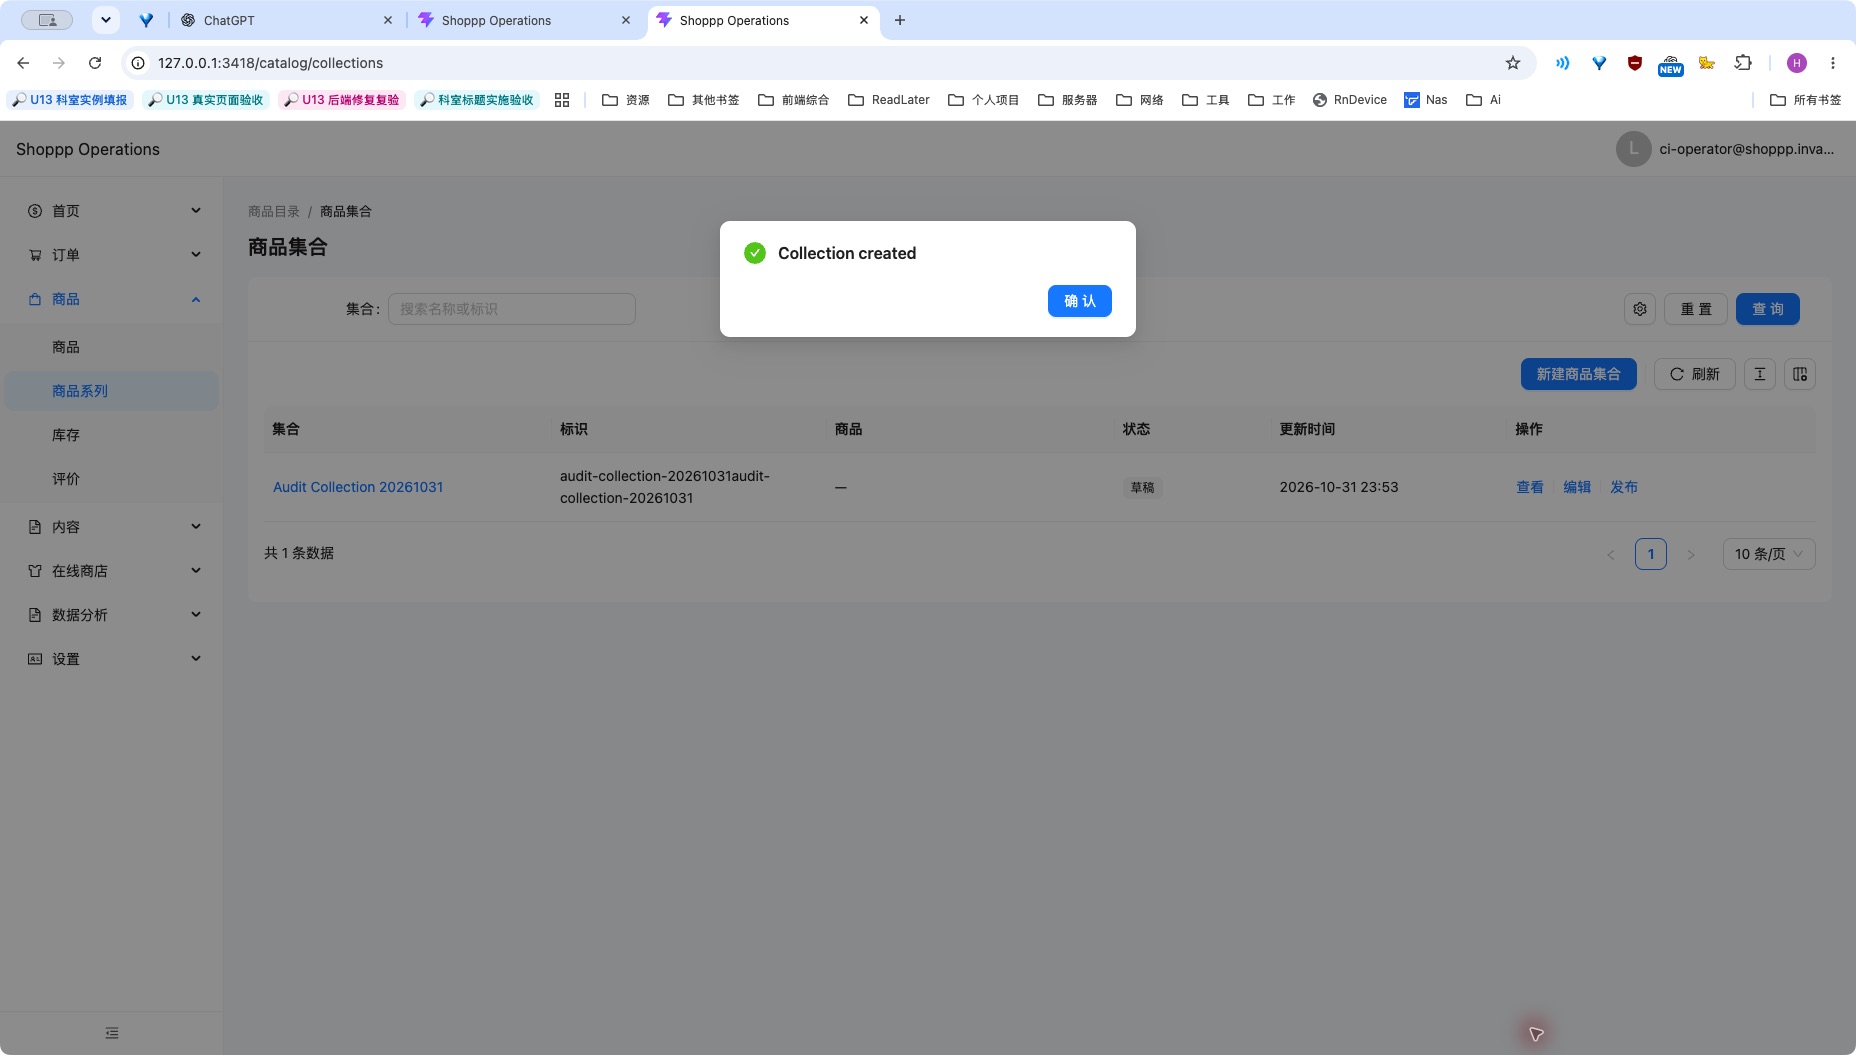 ChatGPT
Shoppp Operations
Shoppp Operations
127.0.0.1:3418/catalog/collections
NEW
H
U13 科室实例填报
U13 真实页面验收
U13 后端修复复验
科室标题实施验收
资源
其他书签
前端综合
ReadLater
个人项目
服务器
网络
工具
工作
RnDevice
Nas
Ai
所有书签
Shoppp Operations
L
ci-operator@shoppp.inva...
首页
订单
商品
商品
商品系列
库存
评价
内容
在线商店
数据分析
设置
商品目录 / 商品集合
商品集合
Collection created
确 认
集合:
搜索名称或标识
重 置
查 询
新建商品集合
刷新
集合
标识
商品
状态
更新时间
操作
Audit Collection 20261031
audit-collection-20261031audit-
collection-20261031
—
草稿
2026-10-31 23:53
查看
编辑
发布
共 1 条数据
1
10 条/页